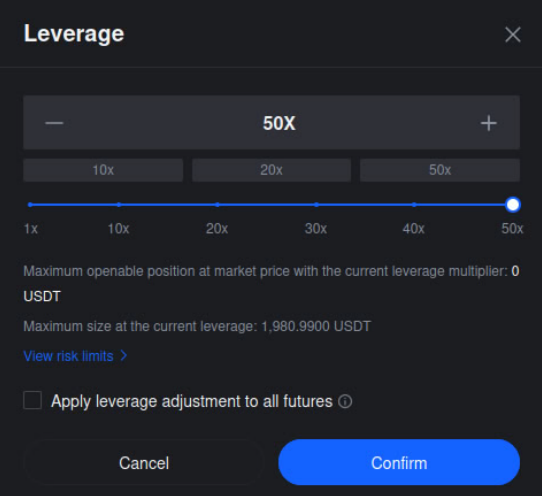 Leverage
50X
10x 20x 50x
1x 10x 20x 30x 40x 50x
Maximum openable position at market price with the current leverage multiplier: 0
USDT
Maximum size at the current leverage: 1,980.9900 USDT
View risk limits
Apply leverage adjustment to all futures
Cancel Confirm